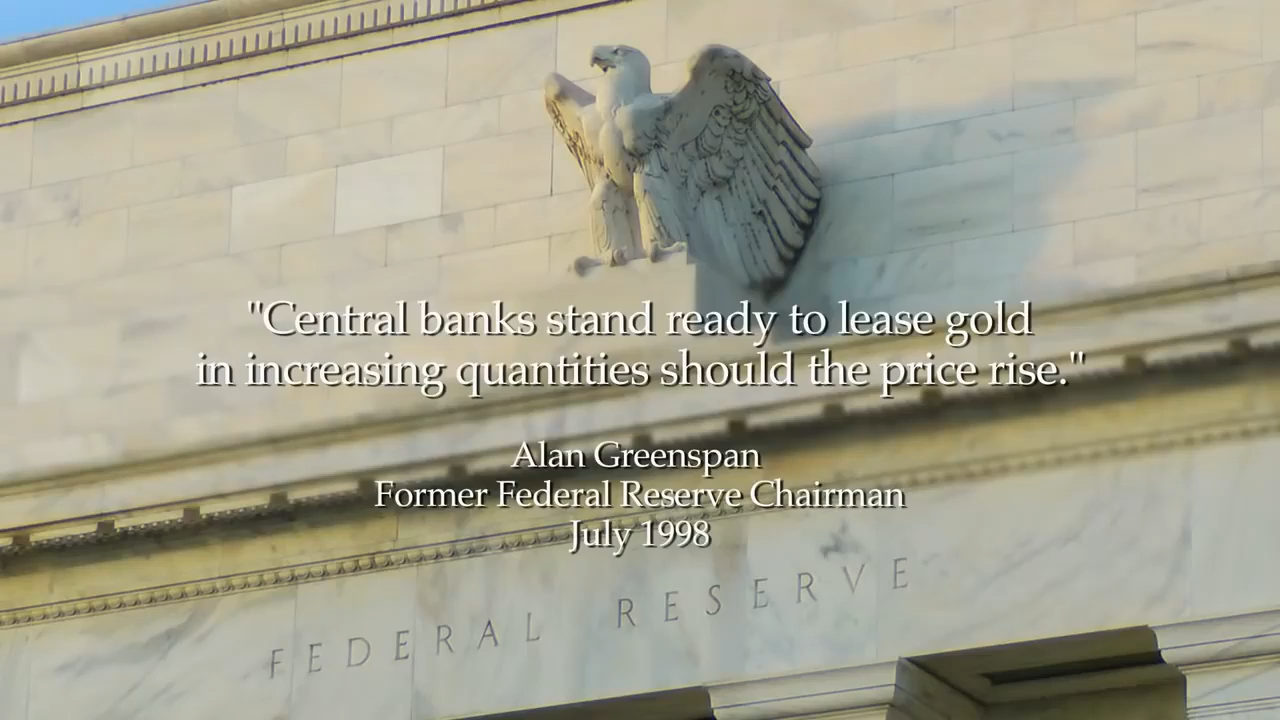 "Central banks stand ready to lease gold
in increasing quantities should the price rise."
Alan Greenspan
Former Federal Reserve Chairman
July 1998
FEDERAL RESERVE